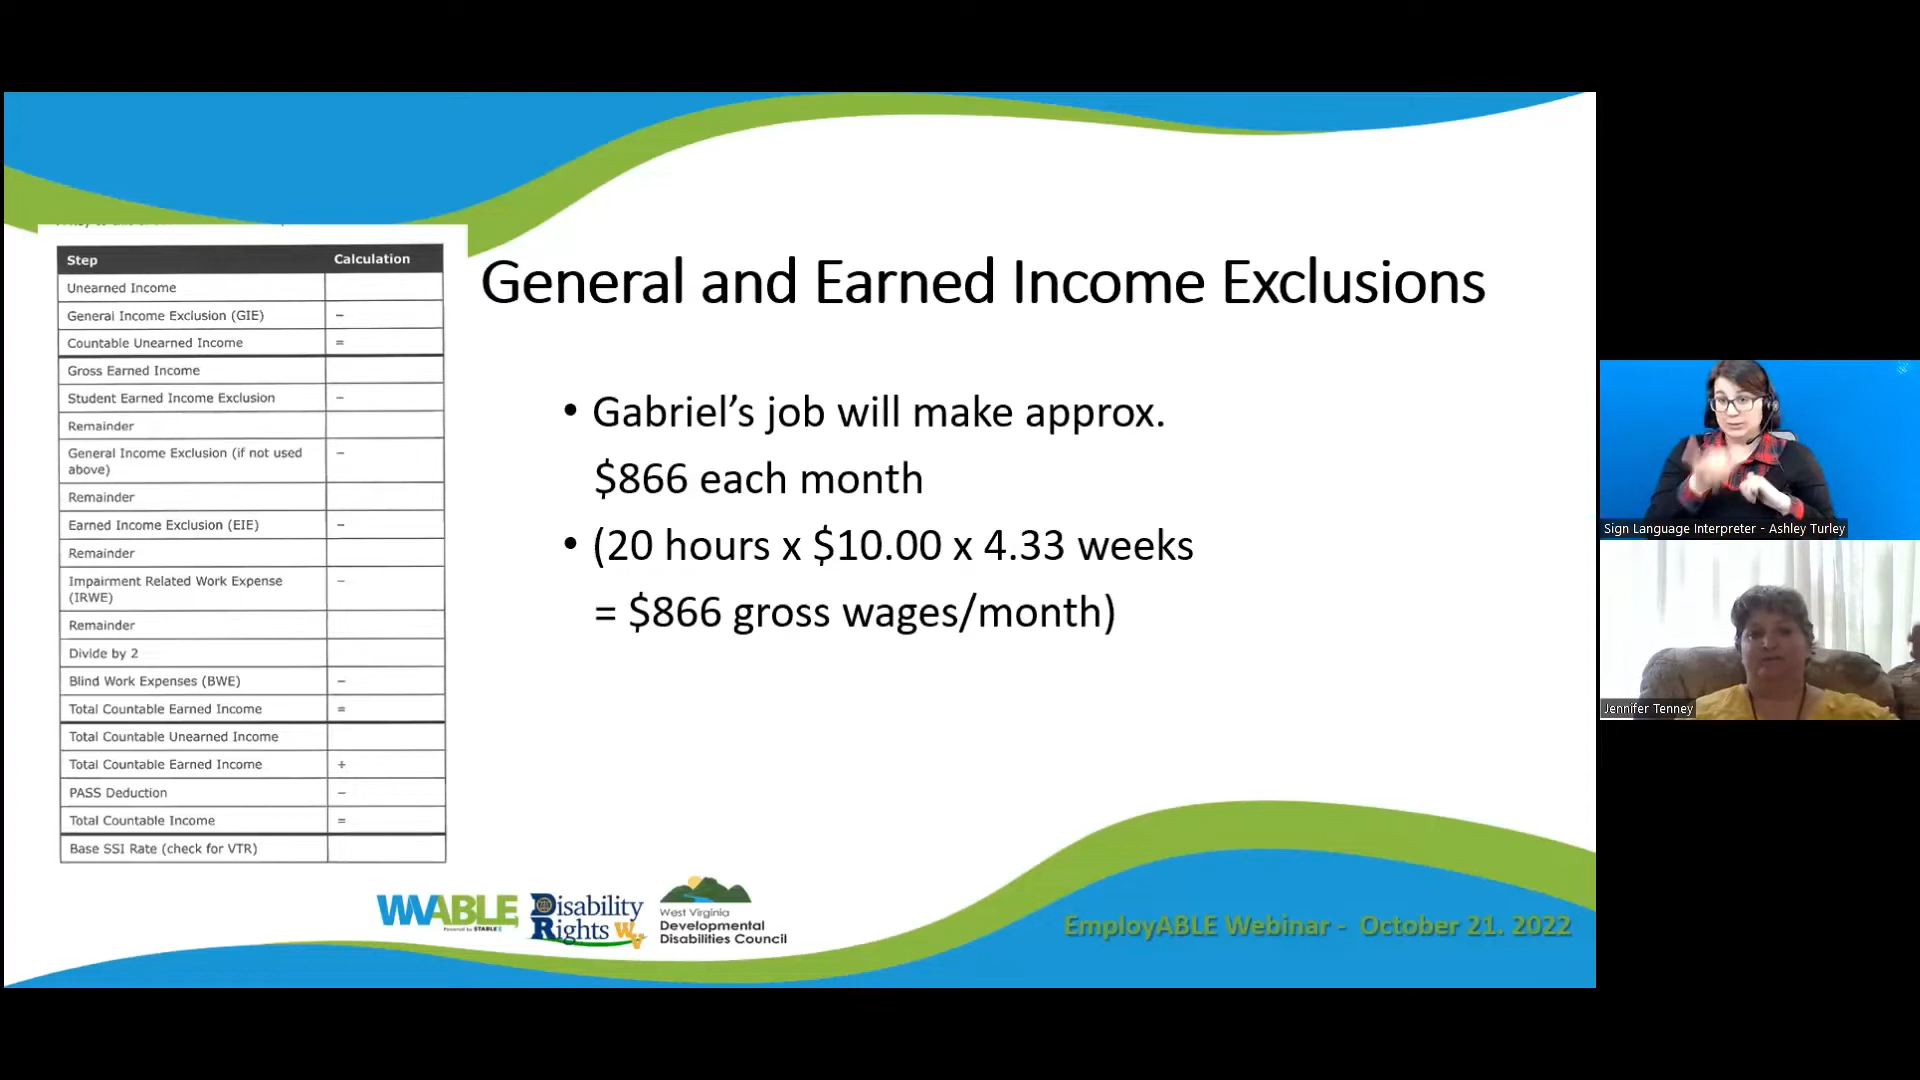 Step Calculation
Unearned Income
General Income Exclusion (GIE) –
Countable Unearned Income =
Gross Earned Income
Student Earned Income Exclusion –
Remainder
General Income Exclusion (if not used –
above)
Remainder
Earned Income Exclusion (EIE) –
Remainder
Impairment Related Work Expense –
(IRWE)
Remainder
Divide by 2
Blind Work Expenses (BWE) –
Total Countable Earned Income =
Total Countable Unearned Income
Total Countable Earned Income +
PASS Deduction –
Total Countable Income =
Base SSI Rate (check for VTR)
General and Earned Income Exclusions
• Gabriel’s job will make approx.
$866 each month
• (20 hours x $10.00 x 4.33 weeks
= $866 gross wages/month)
WVABLE
Powered by STABLE
Disability
Rights WV
West Virginia
Developmental
Disabilities Council
EmployABLE Webinar - October 21. 2022
Sign Language Interpreter - Ashley Turley
Jennifer Tenney